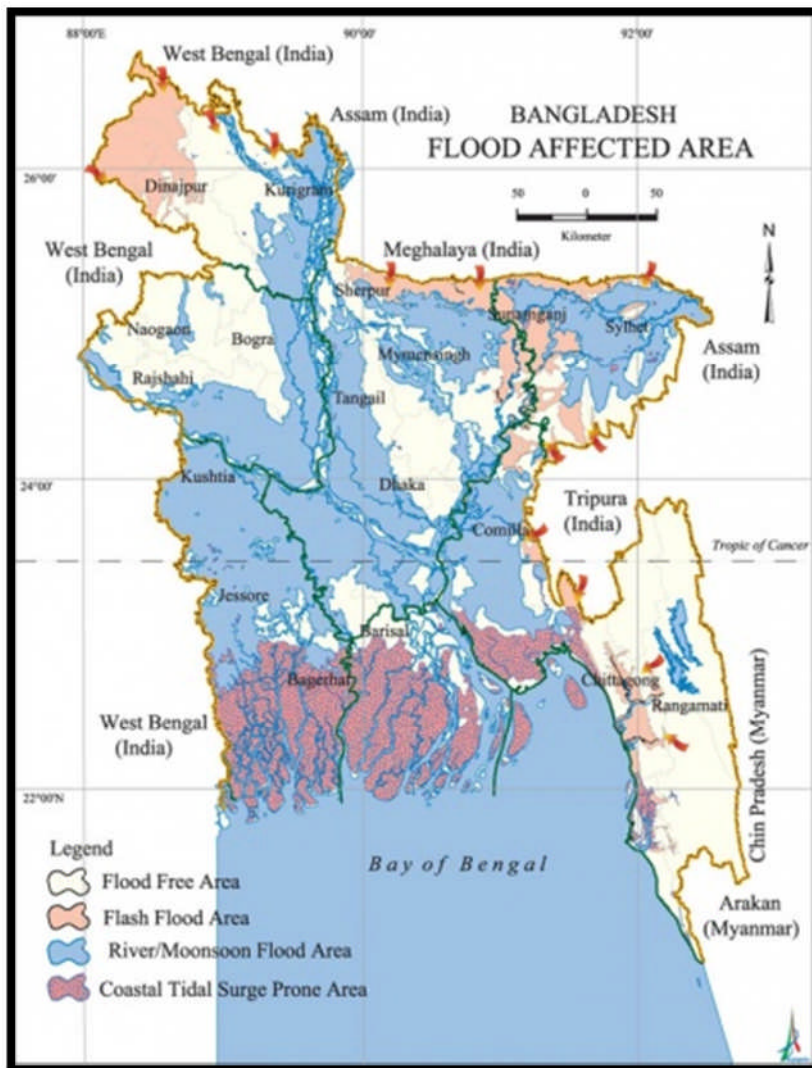 88°00'E
90°00'
92°00'
West Bengal (India)
Assam (India)
BANGLADESH
FLOOD AFFECTED AREA
26°00'
Dinajpur
Kurigram
50
0
50
Kilometer
N
West Bengal
(India)
Meghalaya (India)
Sherpur
Sunamganj
Sylhet
Naogaon
Bogra
Mymensingh
Assam
(India)
Rajshahi
Tangail
24°00'
Kushtia
Dhaka
Comilla
Tripura
(India)
Tropic of Cancer
Jessore
Barisal
Bagerhat
Chittagong
Rangamati
West Bengal
(India)
Chin Pradesh (Myanmar)
22°00'N
Bay of Bengal
Legend
Flood Free Area
Flash Flood Area
River/Moonsoon Flood Area
Coastal Tidal Surge Prone Area
Arakan
(Myanmar)